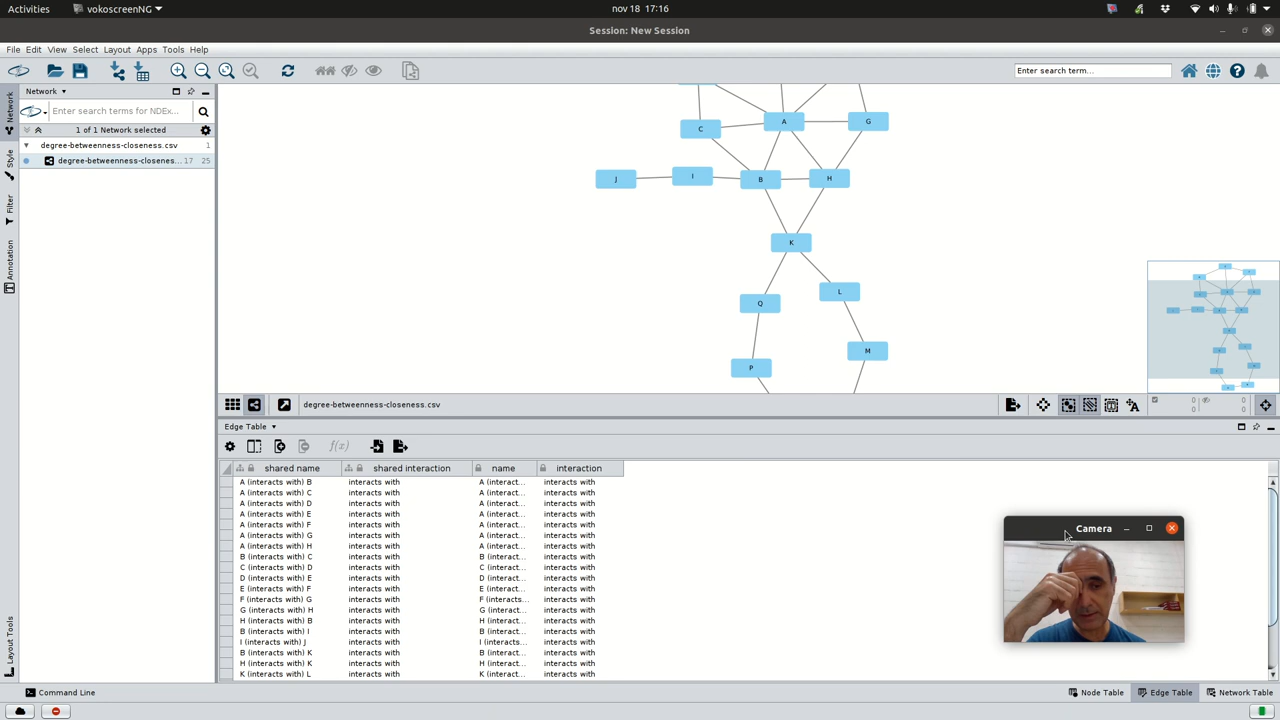 Activities
vokoscreenNG
nov 18 17:16
Session: New Session
File Edit View Select Layout Apps Tools Help
Enter search term...
Network
Enter search terms for NDEx...
1 of 1 Network selected
degree-betweenness-closeness.csv 1
degree-betweenness-closenes... 17 25
Network
Style
Filter
Annotation
Layout Tools
A
C
G
J
I
B
H
K
Q
L
M
P
degree-betweenness-closeness.csv
0 0
0 0
Edge Table
f(x)
shared name shared interaction name interaction
A (interacts with) B interacts with A (interact... interacts with
A (interacts with) C interacts with A (interact... interacts with
A (interacts with) D interacts with A (interact... interacts with
A (interacts with) E interacts with A (interact... interacts with
A (interacts with) F interacts with A (interact... interacts with
A (interacts with) G interacts with A (interact... interacts with
A (interacts with) H interacts with A (interact... interacts with
B (interacts with) C interacts with B (interact... interacts with
C (interacts with) D interacts with C (interact... interacts with
D (interacts with) E interacts with D (interact... interacts with
E (interacts with) F interacts with E (interact... interacts with
F (interacts with) G interacts with F (interacts... interacts with
G (interacts with) H interacts with G (interact... interacts with
H (interacts with) B interacts with H (interact... interacts with
B (interacts with) I interacts with B (interact... interacts with
I (interacts with) J interacts with I (interacts... interacts with
B (interacts with) K interacts with B (interact... interacts with
H (interacts with) K interacts with H (interact... interacts with
K (interacts with) L interacts with K (interact... interacts with
Camera
Command Line
Node Table
Edge Table
Network Table